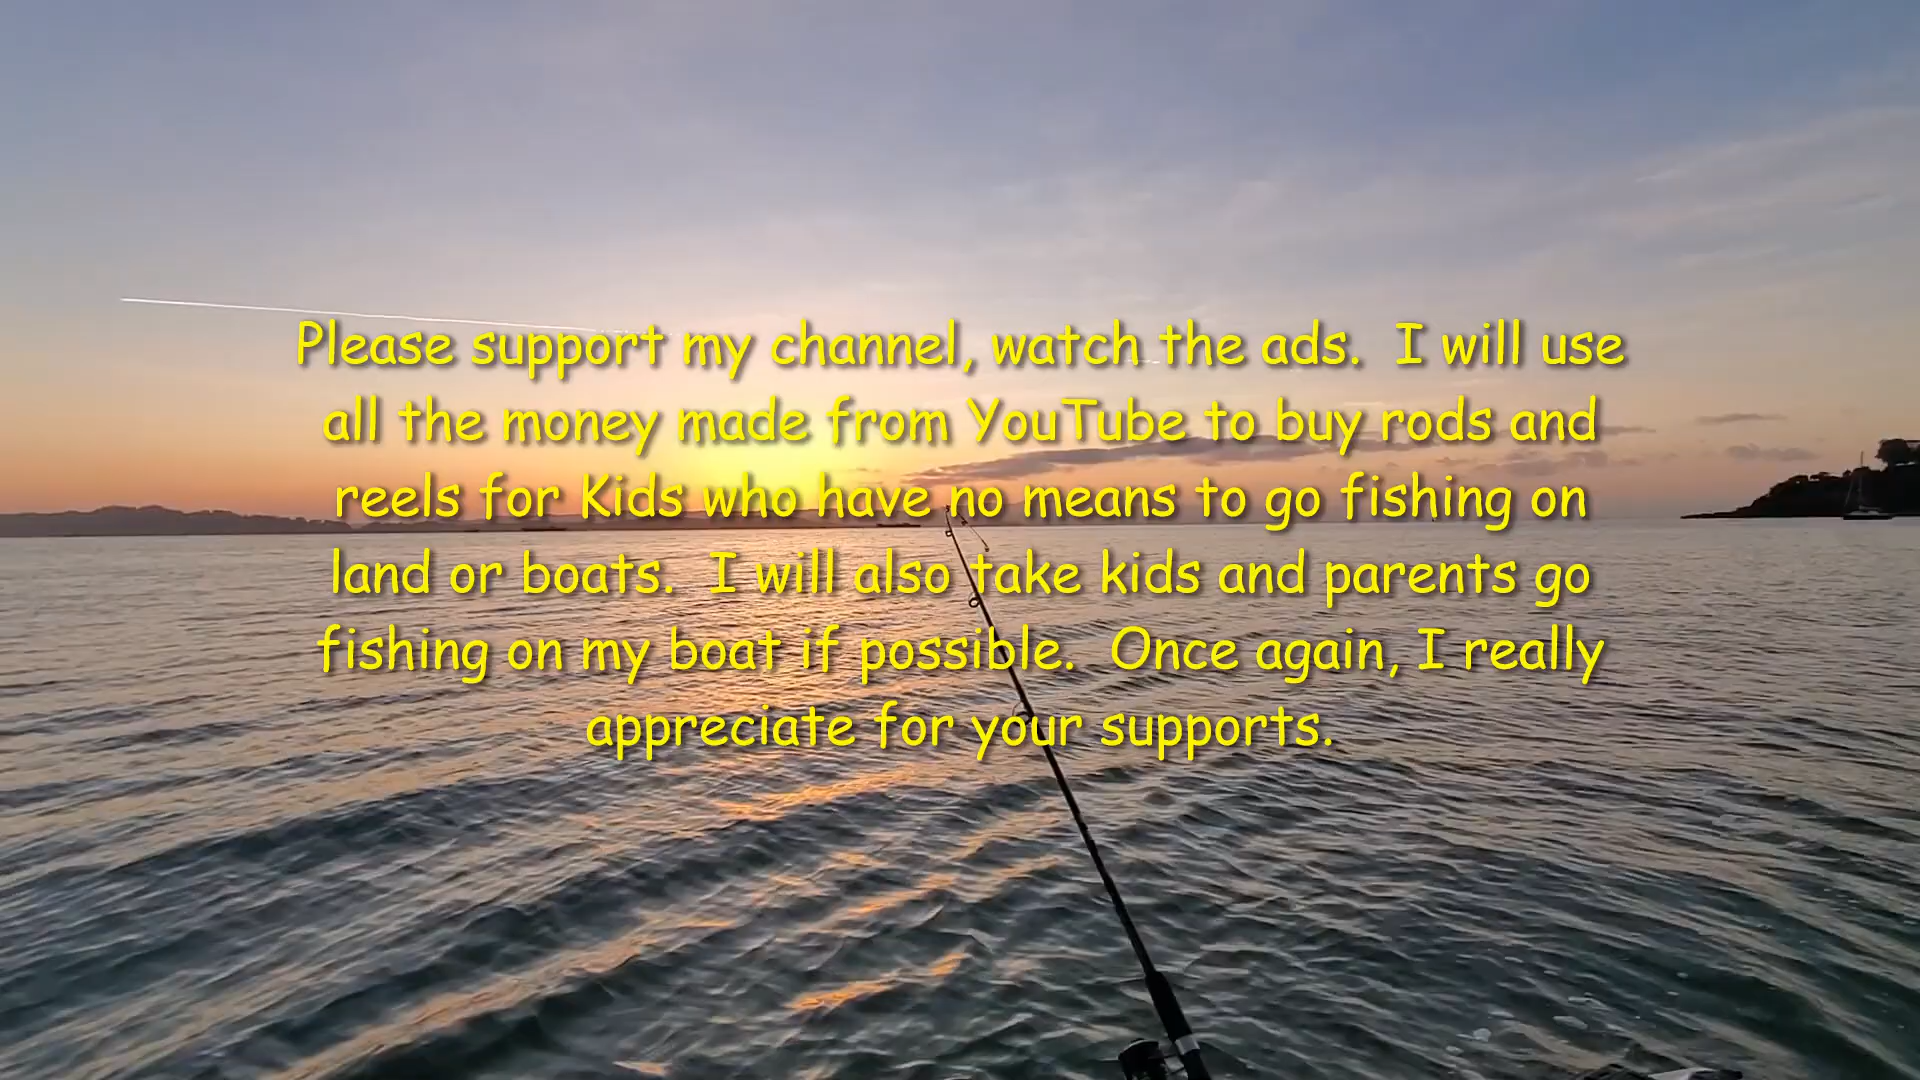 Please support my channel, watch the ads.  I will use
all the money made from YouTube to buy rods and
reels for Kids who have no means to go fishing on
land or boats.  I will also take kids and parents go
fishing on my boat if possible.  Once again, I really
appreciate for your supports.